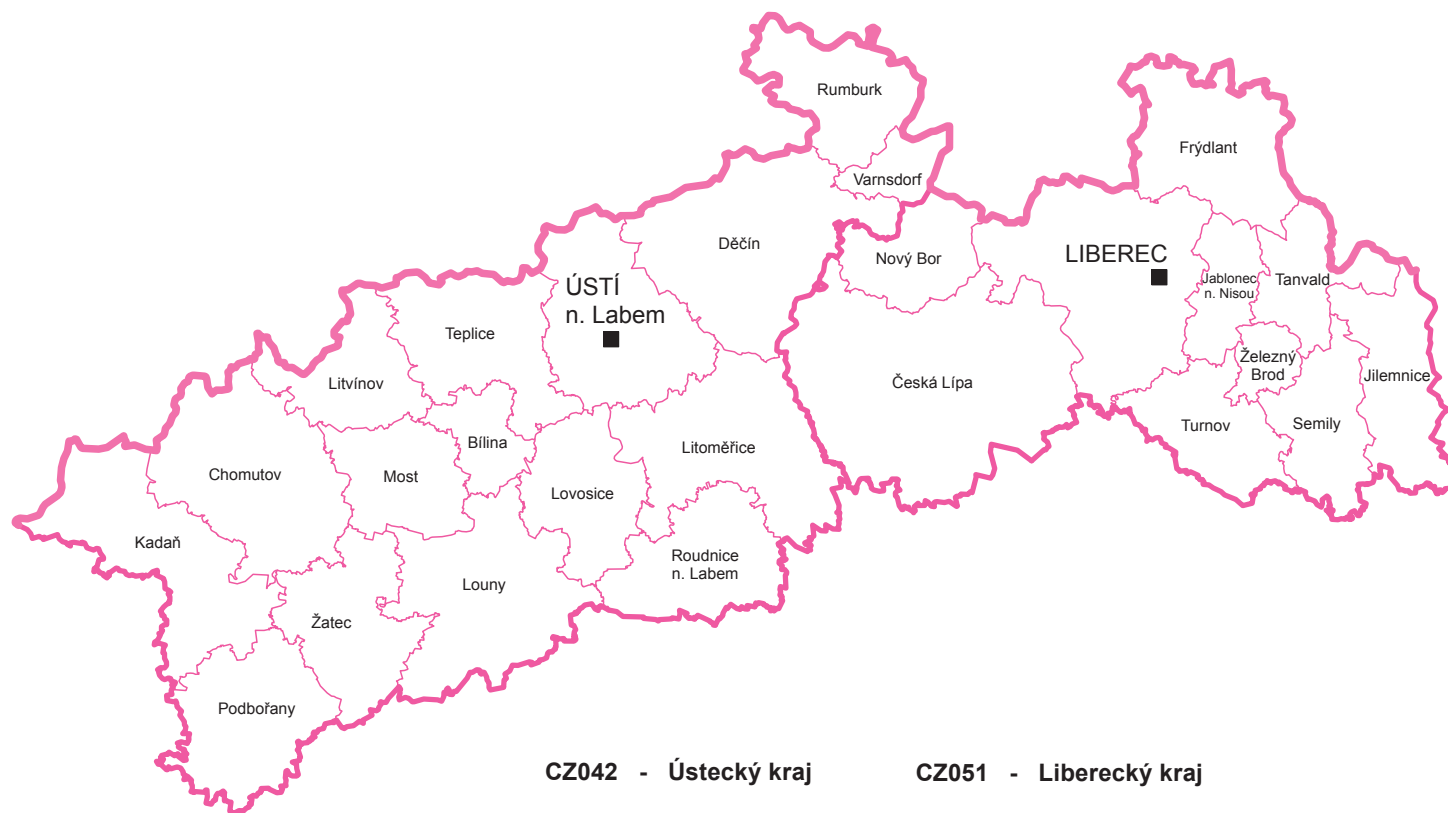 Rumburk
Frýdlant
Varnsdorf
Děčín
Nový Bor
LIBEREC
Jablonec
n. Nisou
Tanvald
ÚSTÍ
n. Labem
Teplice
Litvínov
Železný
Brod
Česká Lípa
Jilemnice
Turnov
Semily
Bílina
Litoměřice
Chomutov
Most
Lovosice
Kadaň
Roudnice
n. Labem
Louny
Žatec
Podbořany
CZ042 - Ústecký kraj
CZ051 - Liberecký kraj